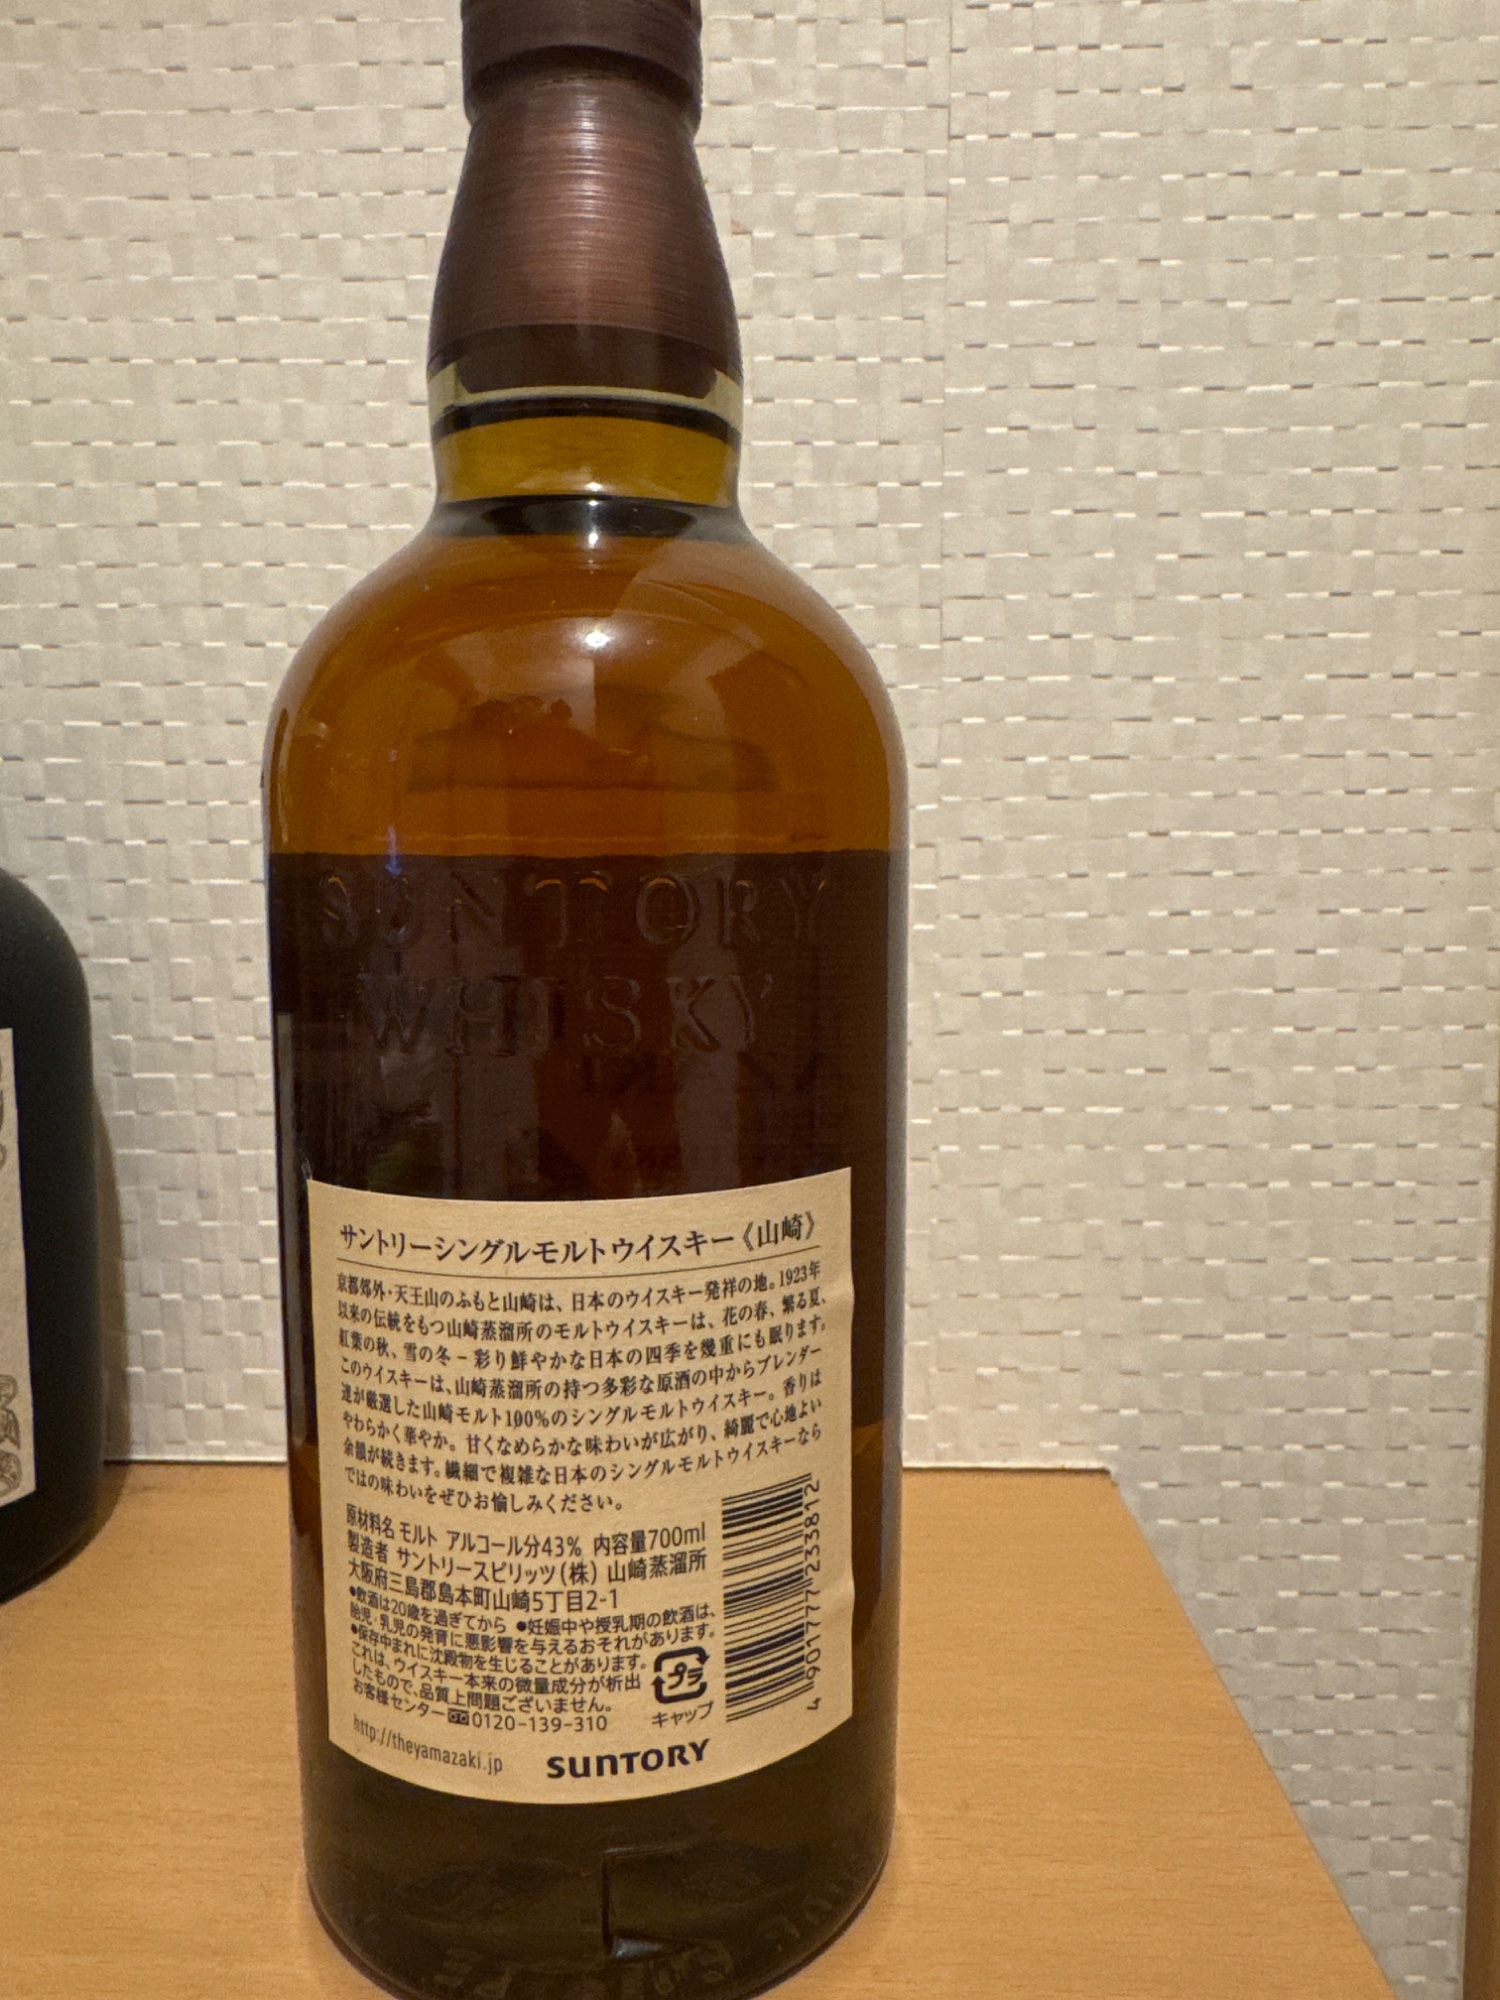 SUNTORY
WHISKY
サントリーシングルモルトウイスキー《山崎》
京都郊外・天王山のふもと山崎は、日本のウイスキー発祥の地。1923年
以来の伝統をもつ山崎蒸溜所のモルトウイスキーは、花の春、繁る夏、
紅葉の秋、雪の冬－彩り鮮やかな日本の四季を幾重にも眠ります。
このウイスキーは、山崎蒸溜所の持つ多彩な原酒の中からブレンダー
達が厳選した山崎モルト100%のシングルモルトウイスキー。香りは
やわらかく華やか。甘くなめらかな味わいが広がり、綺麗で心地よい
余韻が続きます。繊細で複雑な日本のシングルモルトウイスキーなら
ではの味わいをぜひお愉しみください。
原材料名 モルト アルコール分43% 内容量700ml
製造者 サントリースピリッツ(株) 山崎蒸溜所
大阪府三島郡島本町山崎5丁目2-1
●飲酒は20歳を過ぎてから ●妊娠中や授乳期の飲酒は、
胎児・乳児の発育に悪影響を与えるおそれがあります。
●保存中まれに沈殿物を生じることがあります。
これは、ウイスキー本来の微量成分が析出
したもので、品質上問題ございません。
お客様センター 0120-139-310
プラ
キャップ
4 901777 233812
http://theyamazaki.jp
SUNTORY